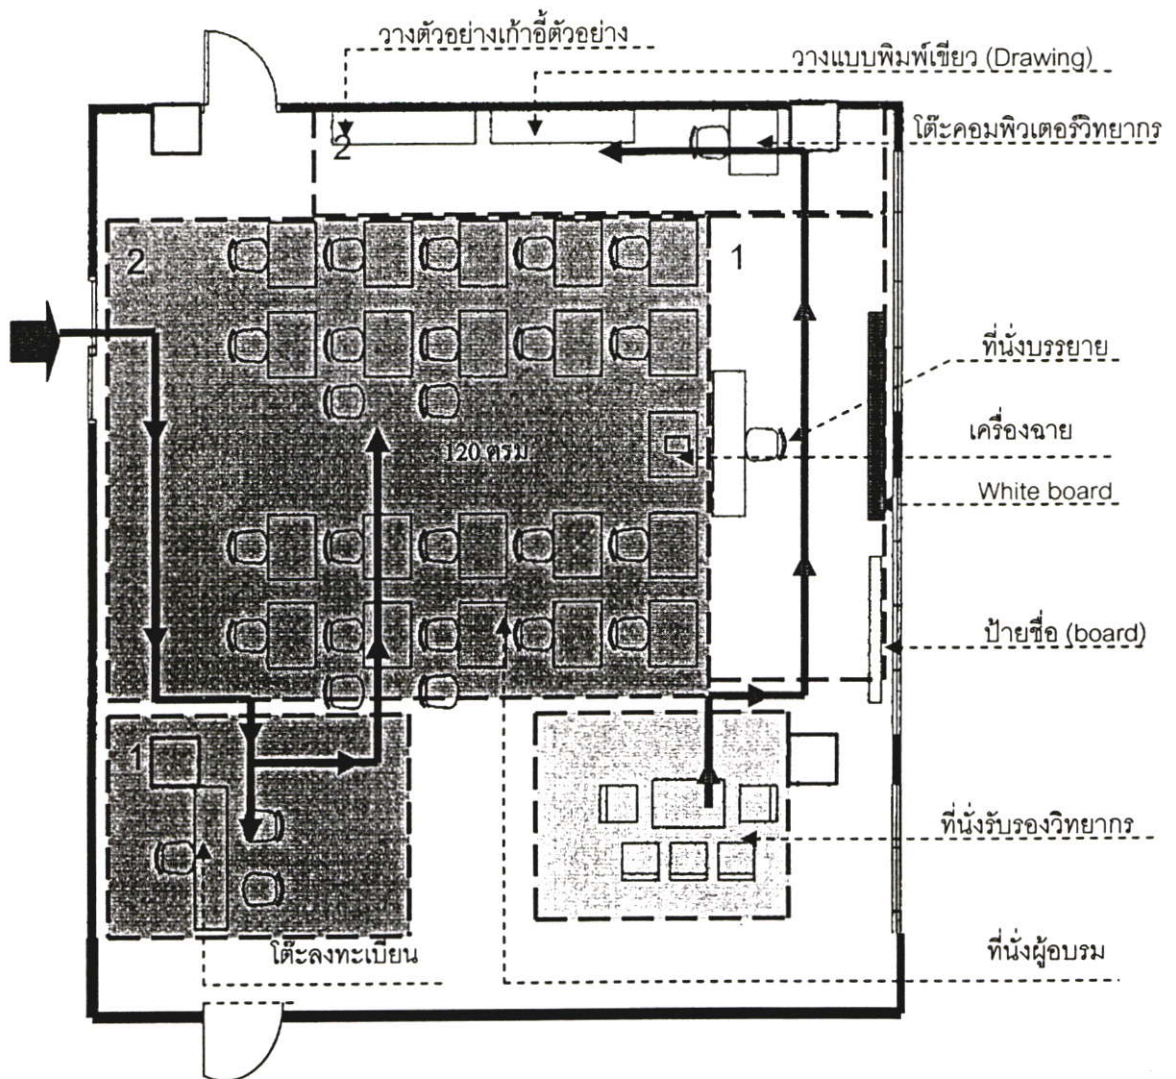 วางตัวอย่างเก้าอี้ตัวอย่าง
วางแบบพิมพ์เขียว (Drawing)
โต๊ะคอมพิวเตอร์วิทยากร
2
2
1
ที่นั่งบรรยาย
เครื่องฉาย
120 ตรม
White board
ป้ายชื่อ (board)
1
ที่นั่งรับรองวิทยากร
โต๊ะลงทะเบียน
ที่นั่งผู้อบรม